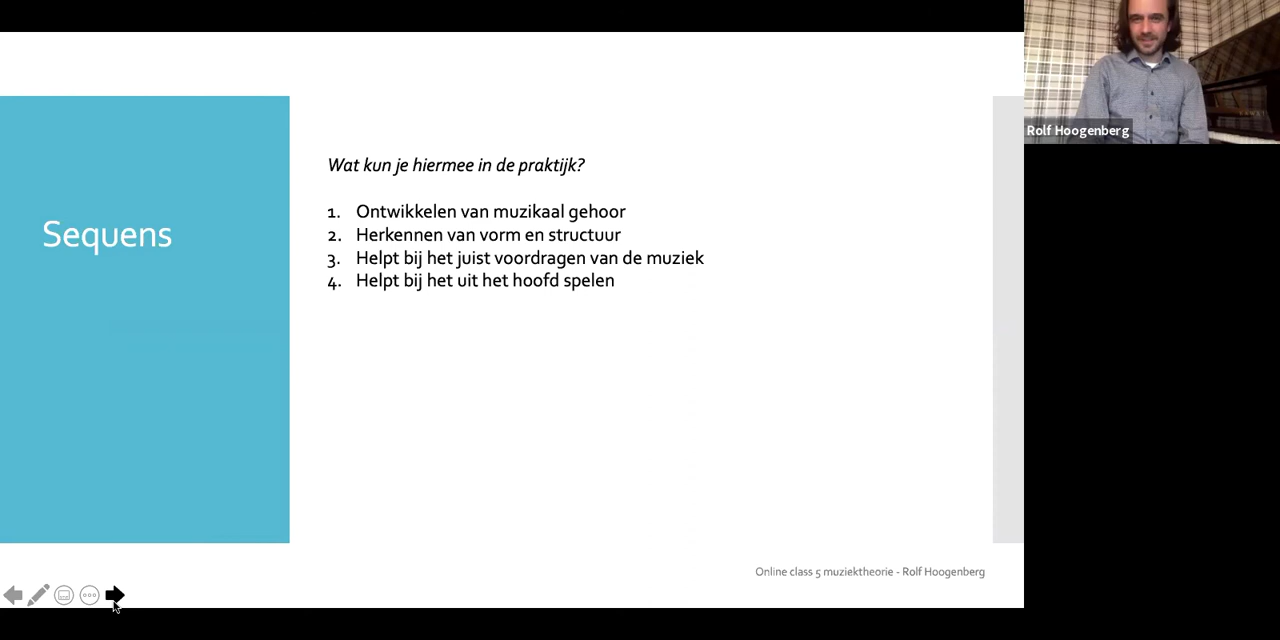 Rolf Hoogenberg
Wat kun je hiermee in de praktijk?
Sequens
1. Ontwikkelen van muzikaal gehoor
2. Herkennen van vorm en structuur
3. Helpt bij het juist voordragen van de muziek
4. Helpt bij het uit het hoofd spelen
Online class 5 muziektheorie - Rolf Hoogenberg